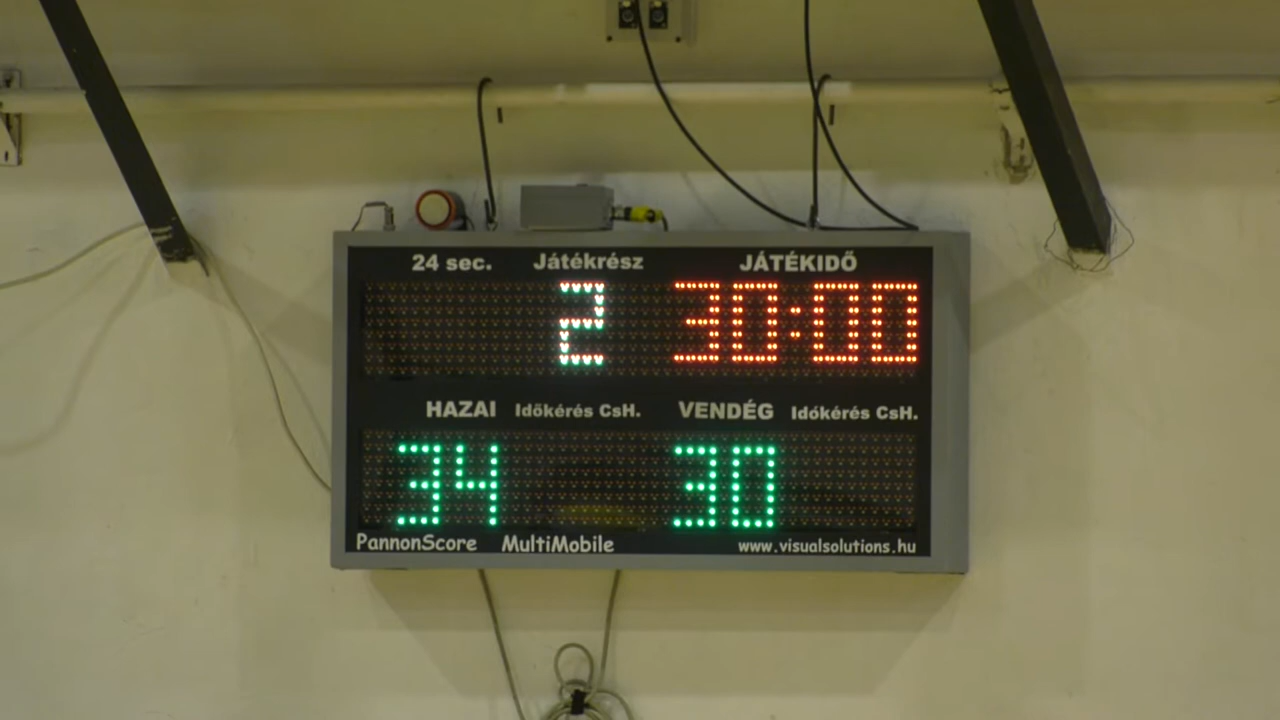 24 sec. Játékrész JÁTÉKIDŐ
2 30:00
HAZAI Időkérés CsH. VENDÉG Időkérés CsH.
34 30
PannonScore MultiMobile www.visualsolutions.hu